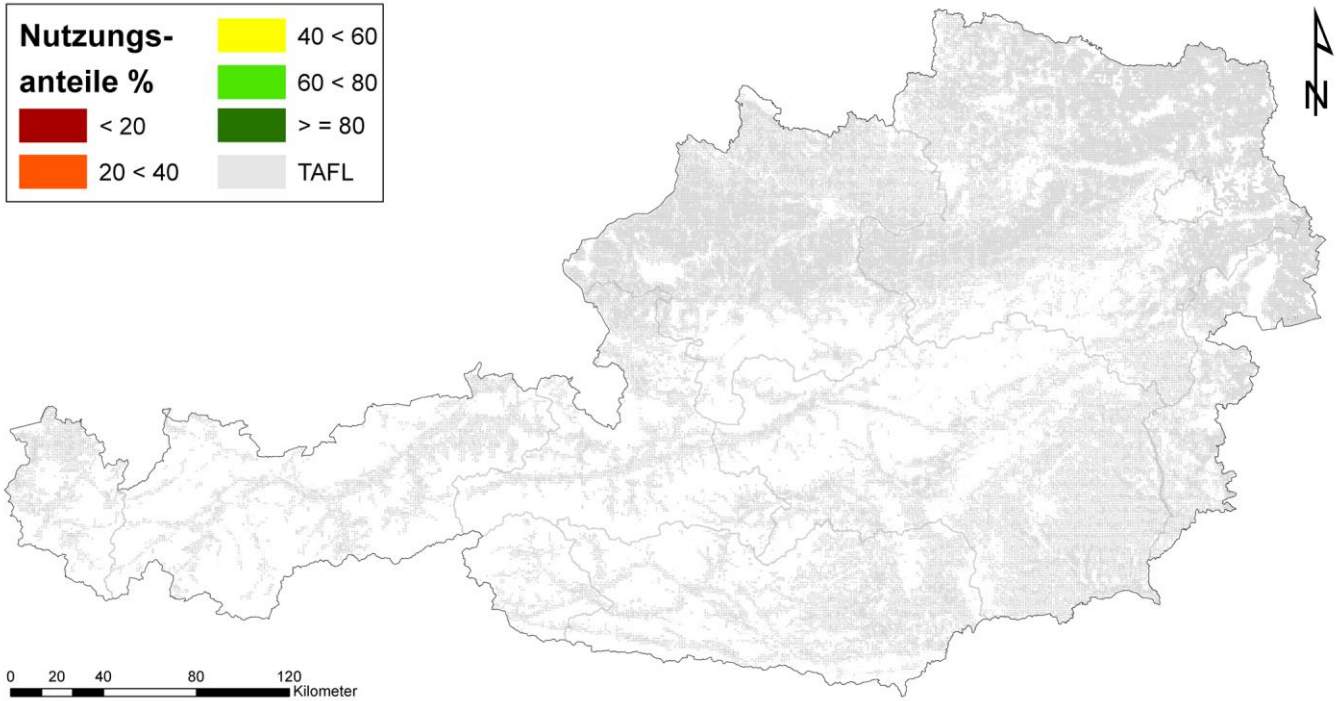 Nutzungs-
anteile %
< 20
20 < 40
40 < 60
60 < 80
> = 80
TAFL
N
0 20 40 80 120
Kilometer